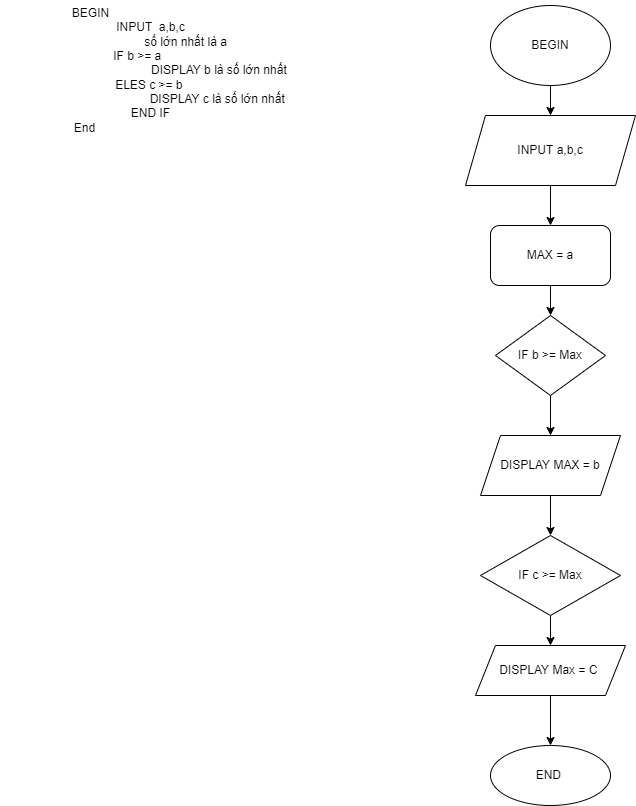 BEGIN
INPUT a,b,c
số lớn nhất là a
IF b >= a
DISPLAY b là số lớn nhất
ELES c >= b
DISPLAY c là số lớn nhất
END IF
End
BEGIN
INPUT a,b,c
MAX = a
IF b >= Max
DISPLAY MAX = b
IF c >= Max
DISPLAY Max = C
END